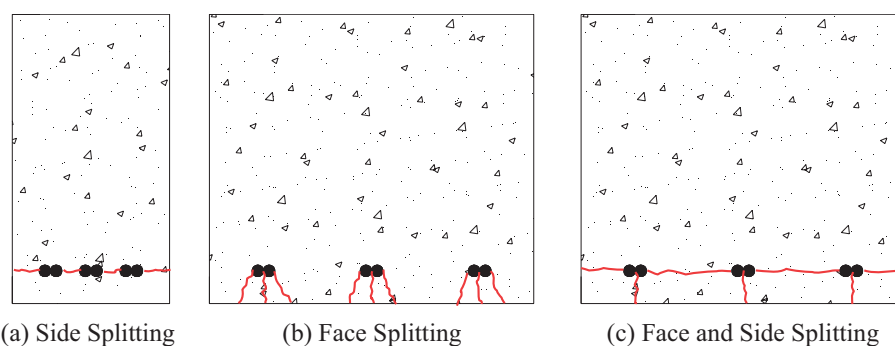 (a) Side Splitting
(b) Face Splitting
(c) Face and Side Splitting